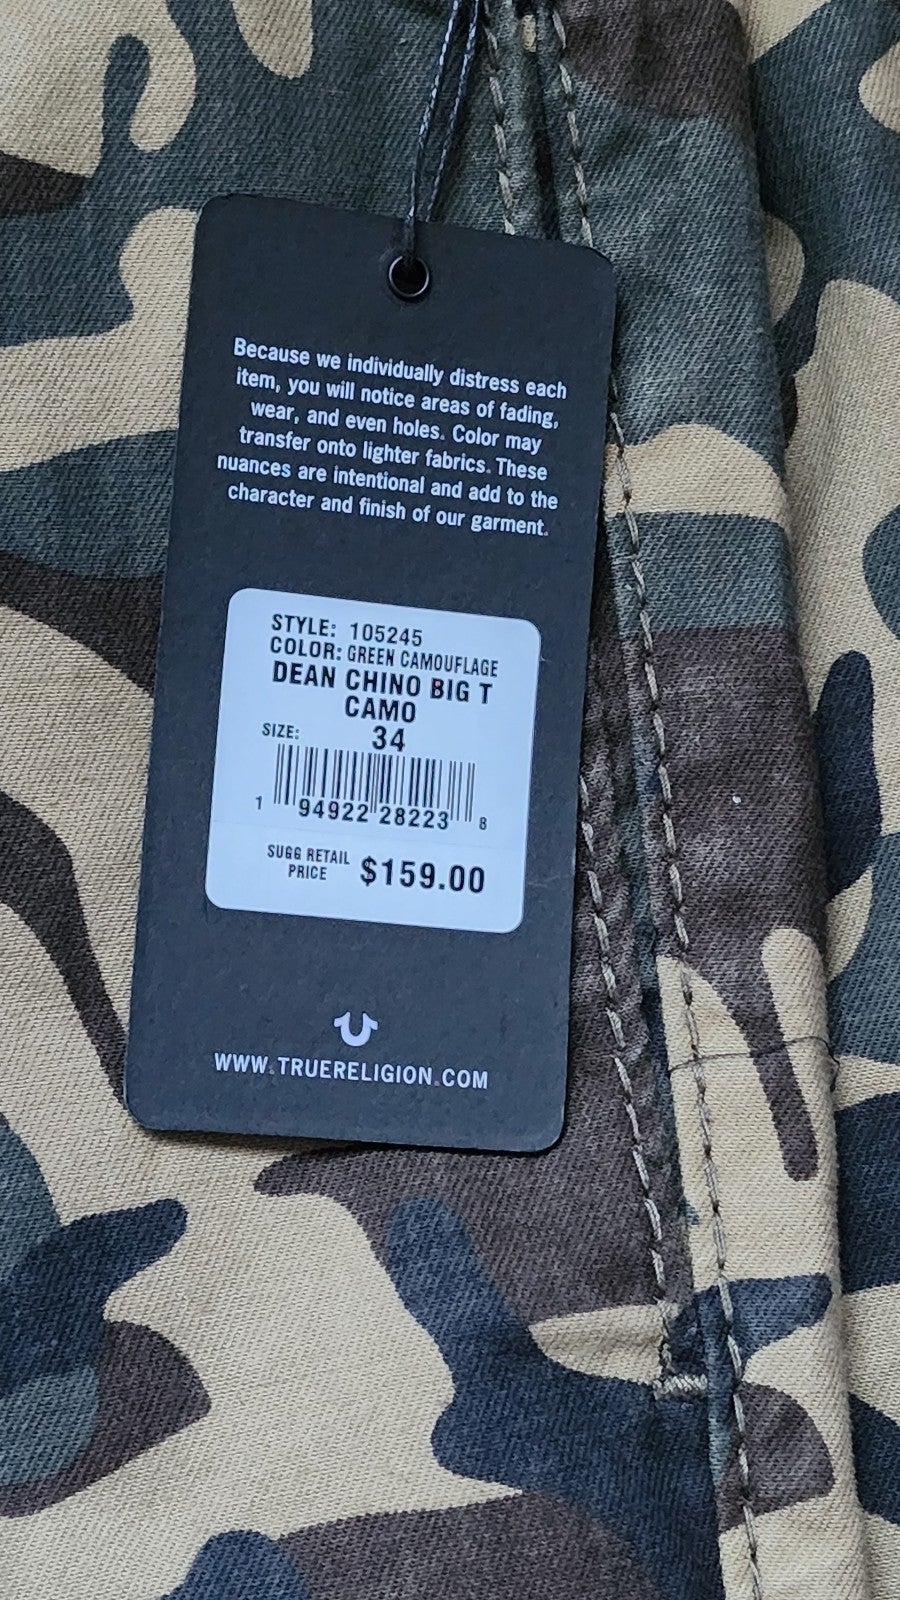 Because we individually distress each
item, you will notice areas of fading,
wear, and even holes. Color may
transfer onto lighter fabrics. These
nuances are intentional and add to the
character and finish of our garment.
STYLE: 105245
COLOR: GREEN CAMOUFLAGE
DEAN CHINO BIG T
CAMO
SIZE: 34
1 94922 28223 8
SUGG RETAIL
PRICE $159.00
WWW.TRUERELIGION.COM